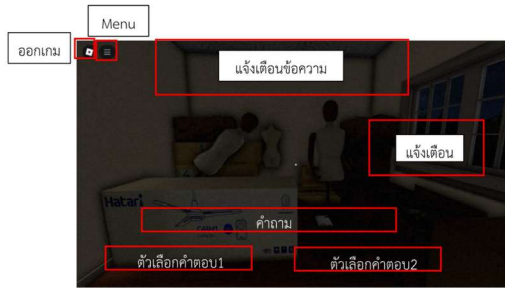 Menu
ออกเกม
แจ้งเตือนข้อความ
แจ้งเตือน
Hatari
คำถาม
ตัวเลือกคำตอบ1
ตัวเลือกคำตอบ2